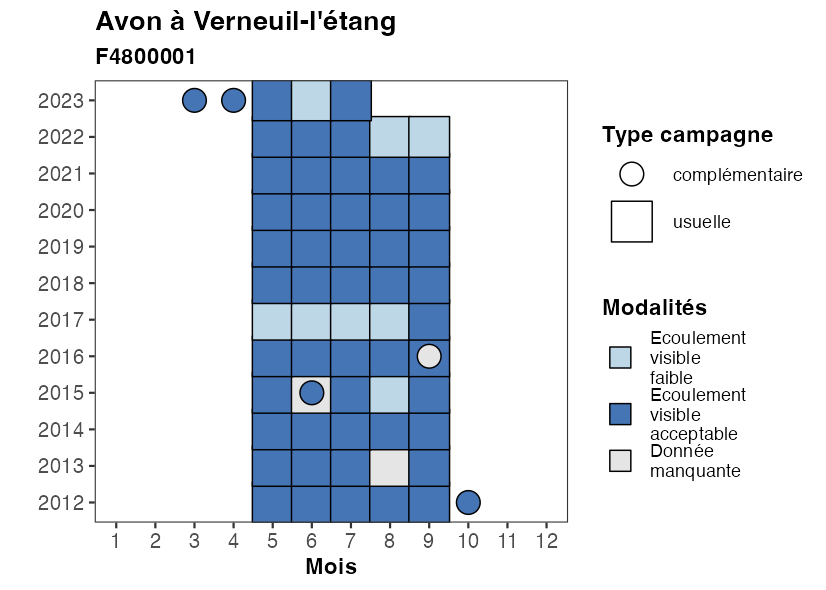 Avon à Verneuil-l'étang
F4800001
2023
2022
2021
2020
2019
2018
2017
2016
2015
2014
2013
2012
1 2 3 4 5 6 7 8 9 10 11 12
Mois
Type campagne
complémentaire
usuelle
Modalités
Ecoulement
visible
faible
Ecoulement
visible
acceptable
Donnée
manquante